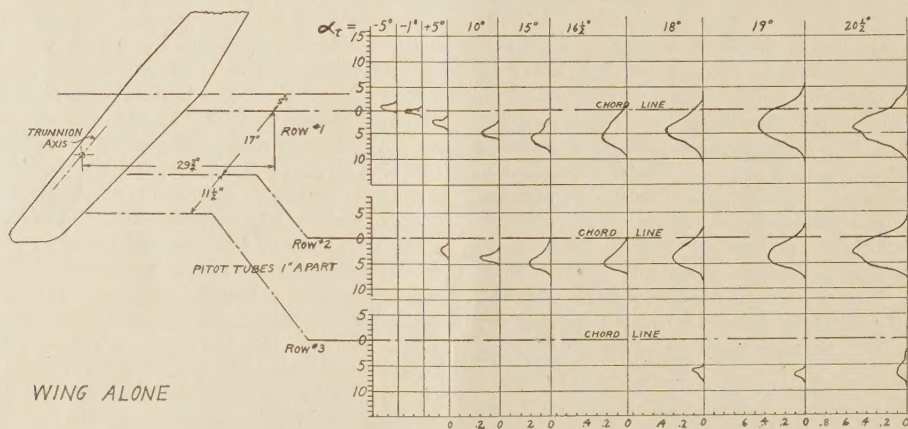 αₜ = -5° -1° +5° 10° 15° 16½° 18° 19° 20½°
15
10
5
0
5
10
CHORD LINE
TRUNNION
AXIS
17"
ROW #1
29¾"
11½"
5
0
5
10
CHORD LINE
ROW #2
PITOT TUBES 1" APART
5
0
5
10
CHORD LINE
ROW #3
WING ALONE
0 .2 0 2 0 .4 .2 0 .4 .2 0 6 .4 .2 0 .8 6 .4 .2 0